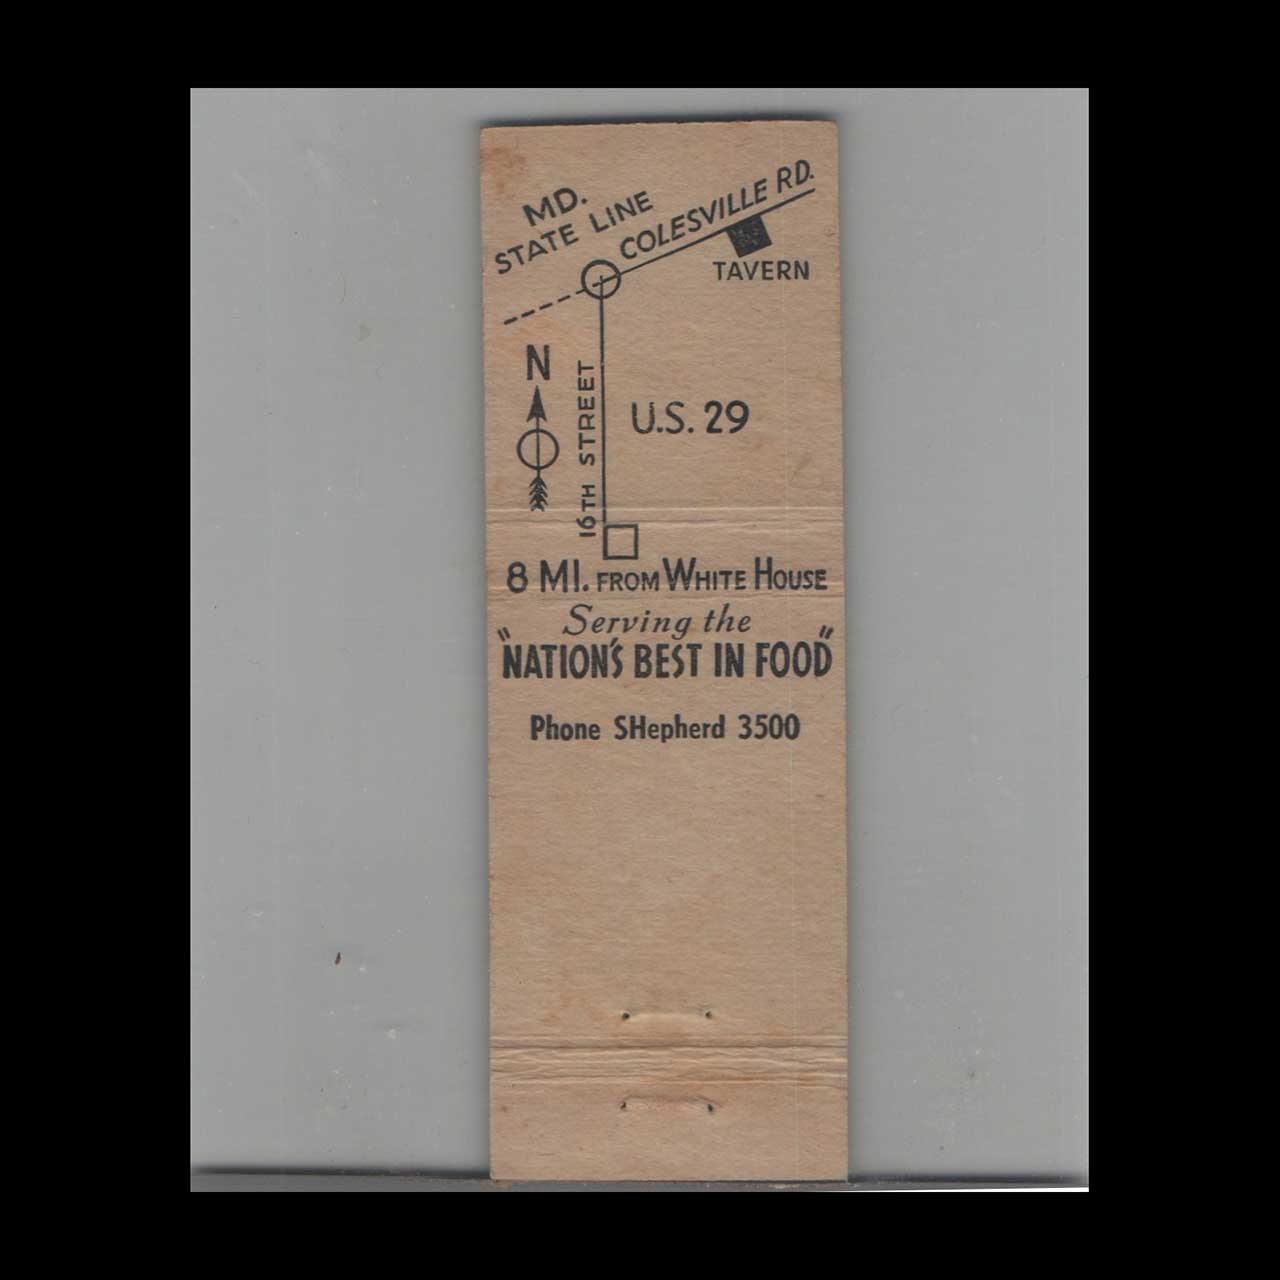 MD.
STATE LINE
COLESVILLE RD.
TAVERN
N
16TH STREET
U.S. 29
8 MI. FROM WHITE HOUSE
Serving the
"NATION'S BEST IN FOOD"
Phone SHepherd 3500